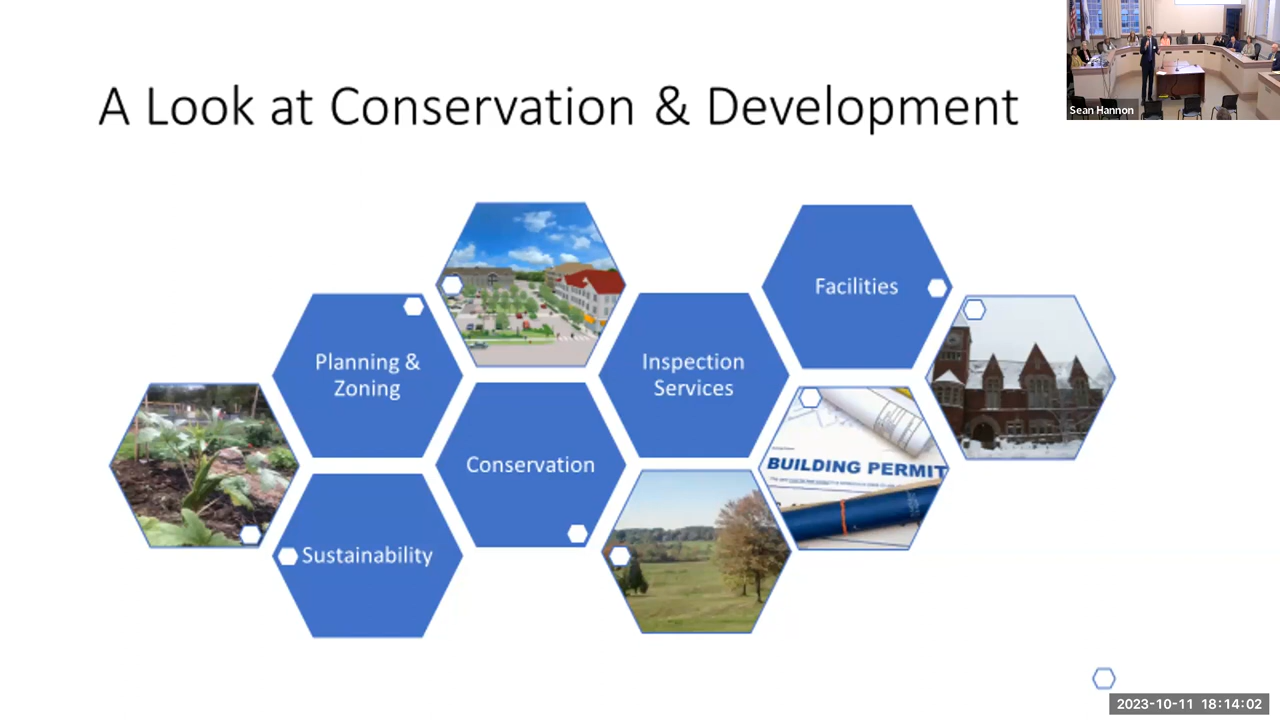 A Look at Conservation & Development
Sean Hannon
Facilities
Planning &
Zoning
Inspection
Services
Conservation
BUILDING PERMIT
Sustainability
2023-10-11 18:14:02